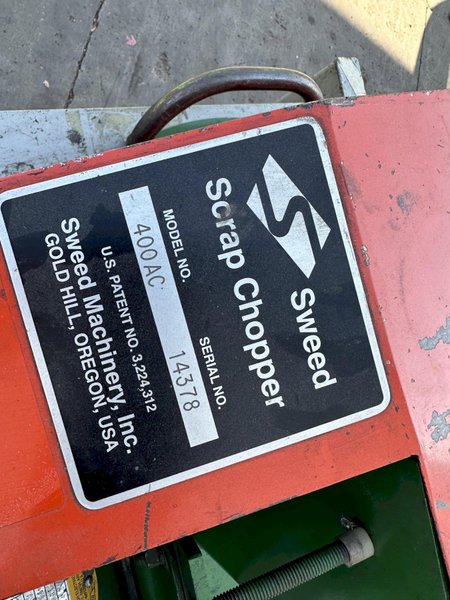 Sweed
Scrap Chopper
MODEL NO. SERIAL NO.
400AC 14378
U.S. PATENT NO. 3,224,312
Sweed Machinery, Inc.
GOLD HILL, OREGON, USA